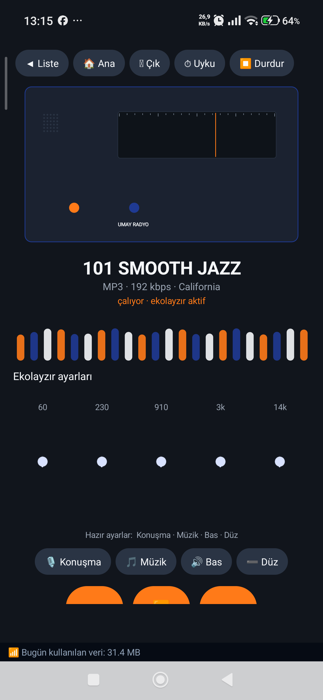 13:15 26,9 KB/s 64%
◄ Liste 🏠 Ana Çık ⏱ Uyku ⏹ Durdur
UMAY RADYO
101 SMOOTH JAZZ
MP3 · 192 kbps · California
çalıyor · ekolayzır aktif
Ekolayzır ayarları
60 230 910 3k 14k
Hazır ayarlar: Konuşma · Müzik · Bas · Düz
🎙 Konuşma 🎵 Müzik 🔊 Bas ➖ Düz
📶 Bugün kullanılan veri: 31.4 MB